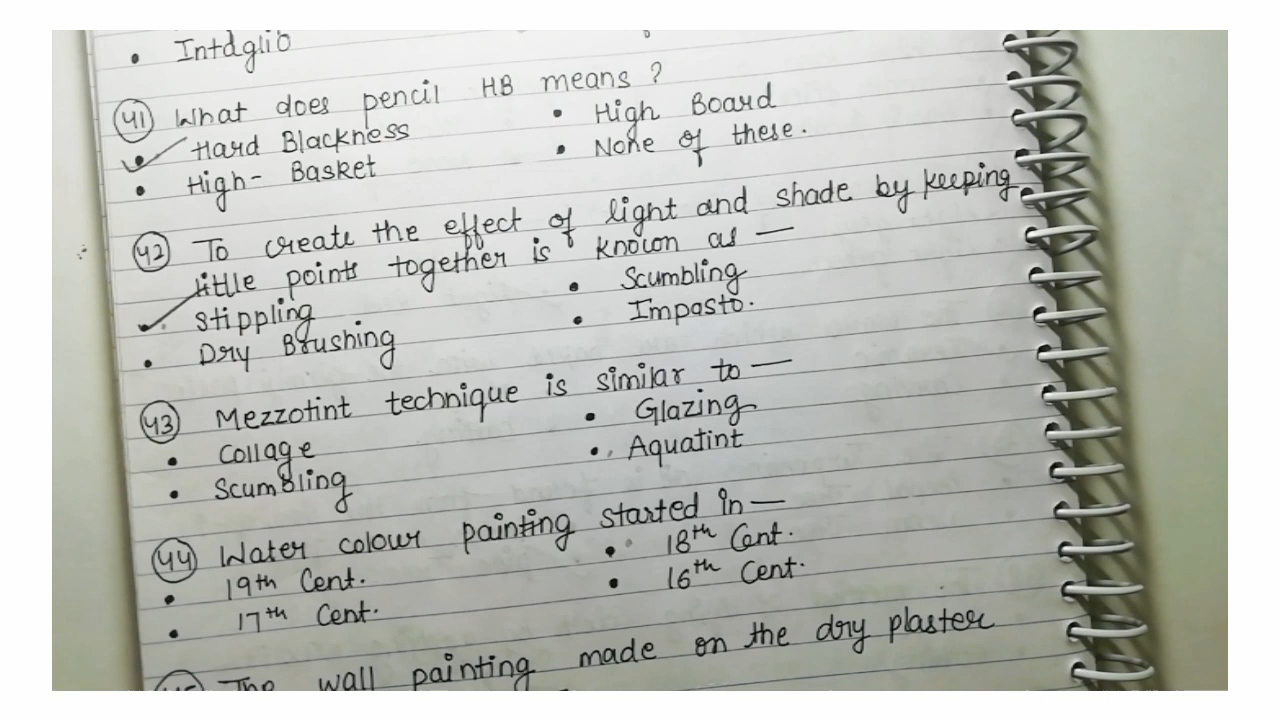 • Intaglio
41 What does pencil HB means ?
• Hard Blackness • High Board
• High- Basket • None of these.
42 To create the effect of light and shade by keeping
little points together is known as —
• Stippling • Scumbling
• Dry Brushing • Impasto.
43 Mezzotint technique is similar to —
• Collage • Glazing
• Scumbling • Aquatint
44 Water colour painting started in —
• 19th Cent. • 18th Cent.
• 17th Cent. • 16th Cent.
45 The wall painting made on the dry plaster